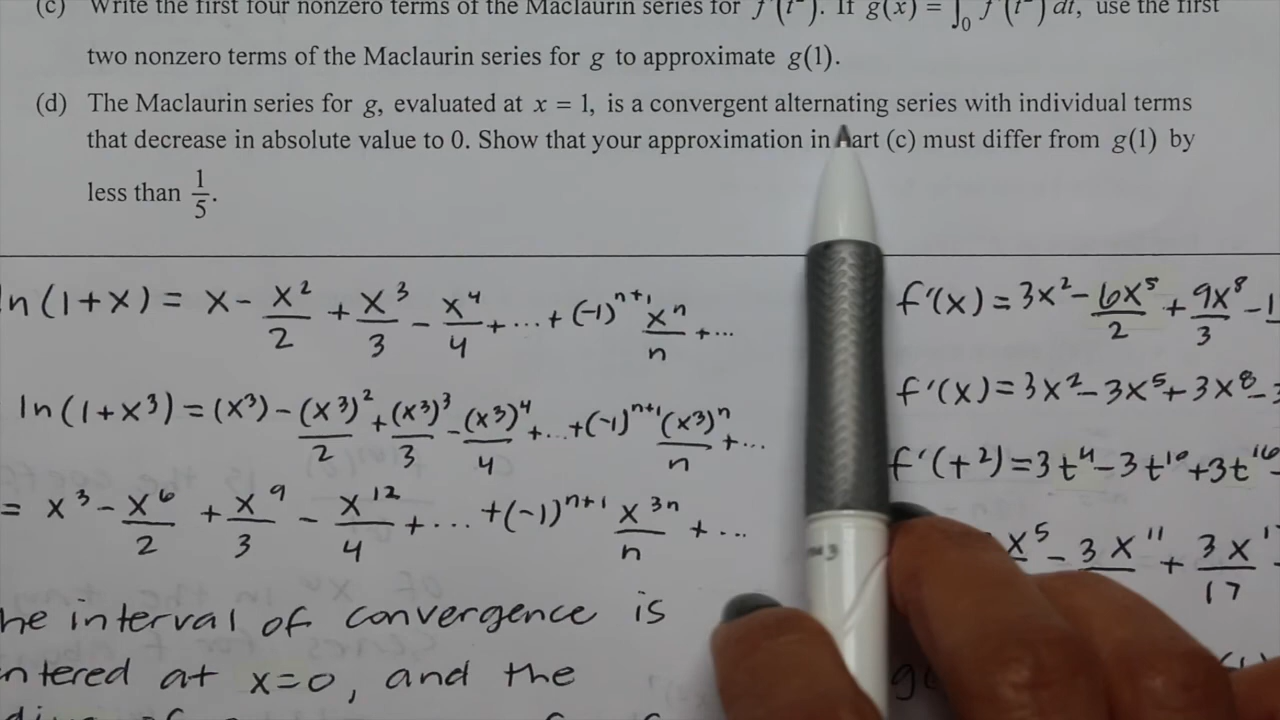 (c) Write the first four nonzero terms of the Maclaurin series for f′(t²). If g(x) = ∫₀ f′(t²) dt, use the first
two nonzero terms of the Maclaurin series for g to approximate g(1).
(d) The Maclaurin series for g, evaluated at x = 1, is a convergent alternating series with individual terms
that decrease in absolute value to 0. Show that your approximation in part (c) must differ from g(1) by
less than 1/5.
ln(1+x) = x - x²/2 + x³/3 - x⁴/4 + ... + (-1)ⁿ⁺¹ xⁿ/n + ...
ln(1+x³) = (x³) - (x³)²/2 + (x³)³/3 - (x³)⁴/4 + ... + (-1)ⁿ⁺¹ (x³)ⁿ/n + ...
= x³ - x⁶/2 + x⁹/3 - x¹²/4 + ... + (-1)ⁿ⁺¹ x³ⁿ/n + ...
he interval of convergence is
ntered at x=0, and the
f'(x) = 3x² - 6x⁵/2 + 9x⁸/3 - 1
f'(x) = 3x² - 3x⁵ + 3x⁸ - 3
f'(t²) = 3t⁴ - 3t¹⁰ + 3t¹⁶ -
x⁵ - 3x¹¹ + 3x¹⁷/17